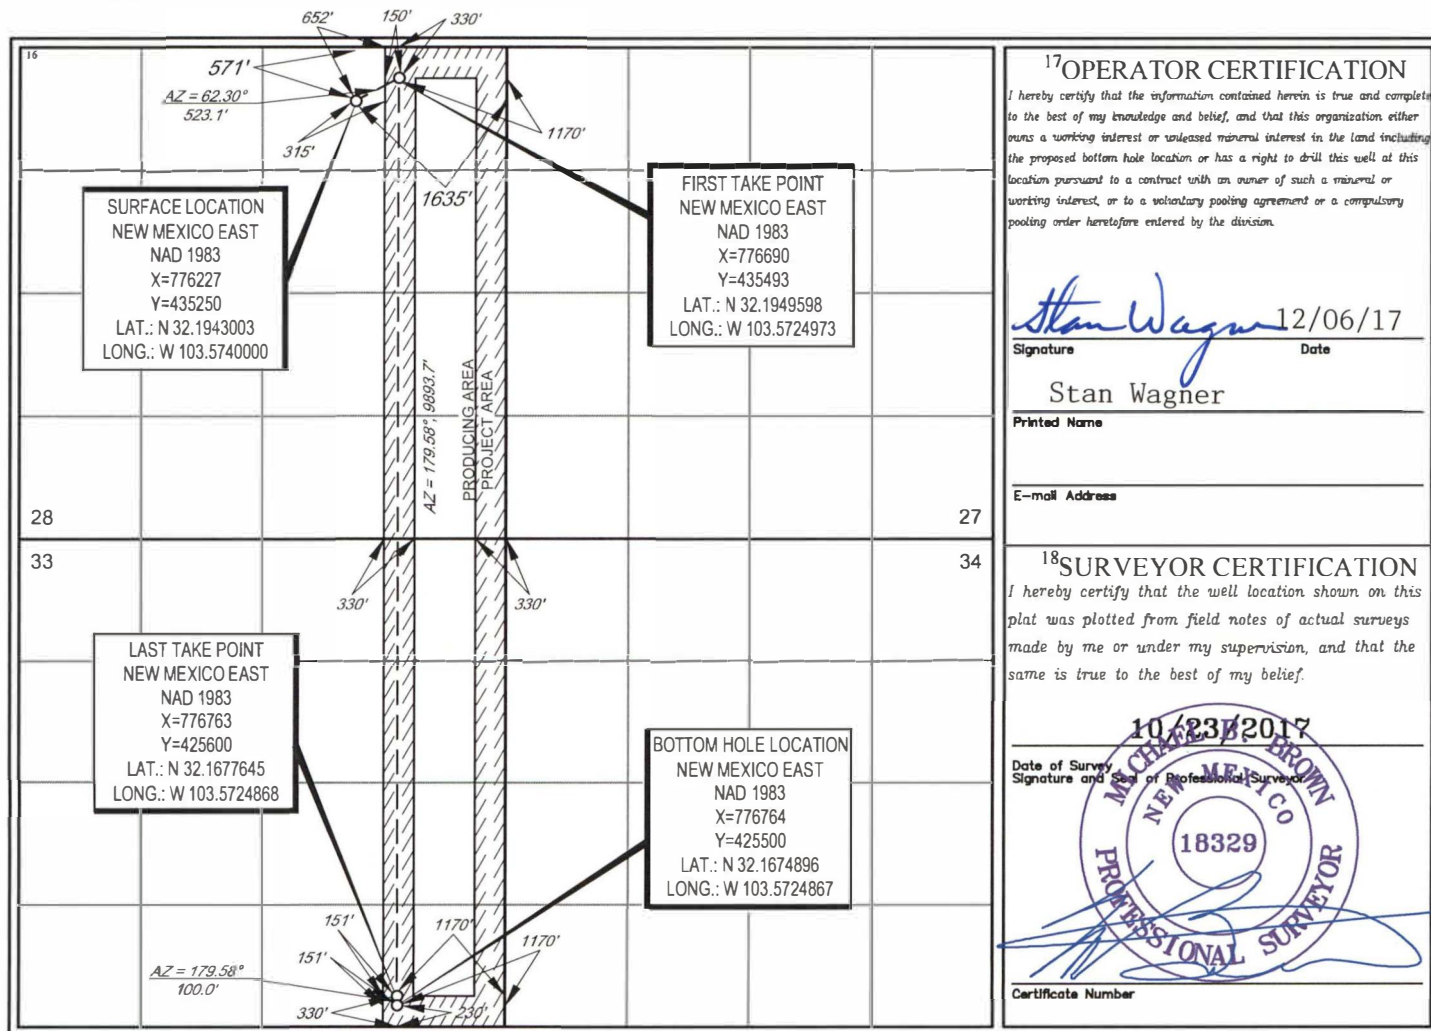 652'
150'
330'
16
571'
AZ = 62.30°
523.1'
315'
1170'
1635'
SURFACE LOCATION
NEW MEXICO EAST
NAD 1983
X=776227
Y=435250
LAT.: N 32.1943003
LONG.: W 103.5740000
FIRST TAKE POINT
NEW MEXICO EAST
NAD 1983
X=776690
Y=435493
LAT.: N 32.1949598
LONG.: W 103.5724973
AZ = 179.58°, 9893.7'
PRODUCING AREA
PROJECT AREA
28
27
33
34
330'
330'
LAST TAKE POINT
NEW MEXICO EAST
NAD 1983
X=776763
Y=425600
LAT.: N 32.1677645
LONG.: W 103.5724868
BOTTOM HOLE LOCATION
NEW MEXICO EAST
NAD 1983
X=776764
Y=425500
LAT.: N 32.1674896
LONG.: W 103.5724867
151'
1170'
1170'
151'
AZ = 179.58°
100.0'
330'
230'
17 OPERATOR CERTIFICATION
I hereby certify that the information contained herein is true and complete
to the best of my knowledge and belief, and that this organization either
owns a working interest or unleased mineral interest in the land including
the proposed bottom hole location or has a right to drill this well at this
location pursuant to a contract with an owner of such a mineral or
working interest, or to a voluntary pooling agreement or a compulsory
pooling order heretofore entered by the division.
Stan Wagner 12/06/17
Signature Date
Stan Wagner
Printed Name
E-mail Address
18 SURVEYOR CERTIFICATION
I hereby certify that the well location shown on this
plat was plotted from field notes of actual surveys
made by me or under my supervision, and that the
same is true to the best of my belief.
10/23/2017
Date of Survey
Signature and Seal of Professional Surveyor:
MICHAEL B. BROWN
NEW MEXICO
18329
PROFESSIONAL SURVEYOR
Certificate Number